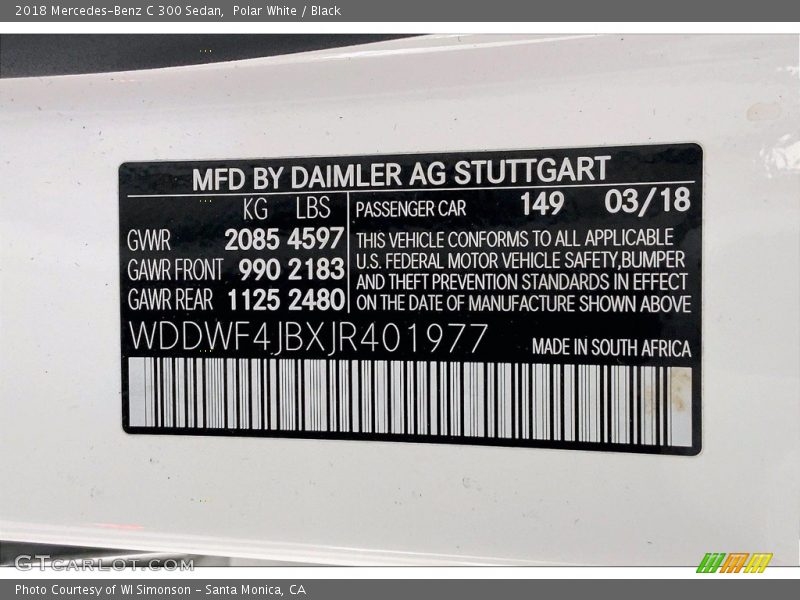 2018 Mercedes-Benz C 300 Sedan, Polar White / Black
MFD BY DAIMLER AG STUTTGART
KG LBS
GVWR 2085 4597
GAWR FRONT 990 2183
GAWR REAR 1125 2480
PASSENGER CAR 149 03/18
THIS VEHICLE CONFORMS TO ALL APPLICABLE
U.S. FEDERAL MOTOR VEHICLE SAFETY,BUMPER
AND THEFT PREVENTION STANDARDS IN EFFECT
ON THE DATE OF MANUFACTURE SHOWN ABOVE
WDDWF4JBXJR401977
MADE IN SOUTH AFRICA
GTCARLOT.COM
Photo Courtesy of WI Simonson - Santa Monica, CA